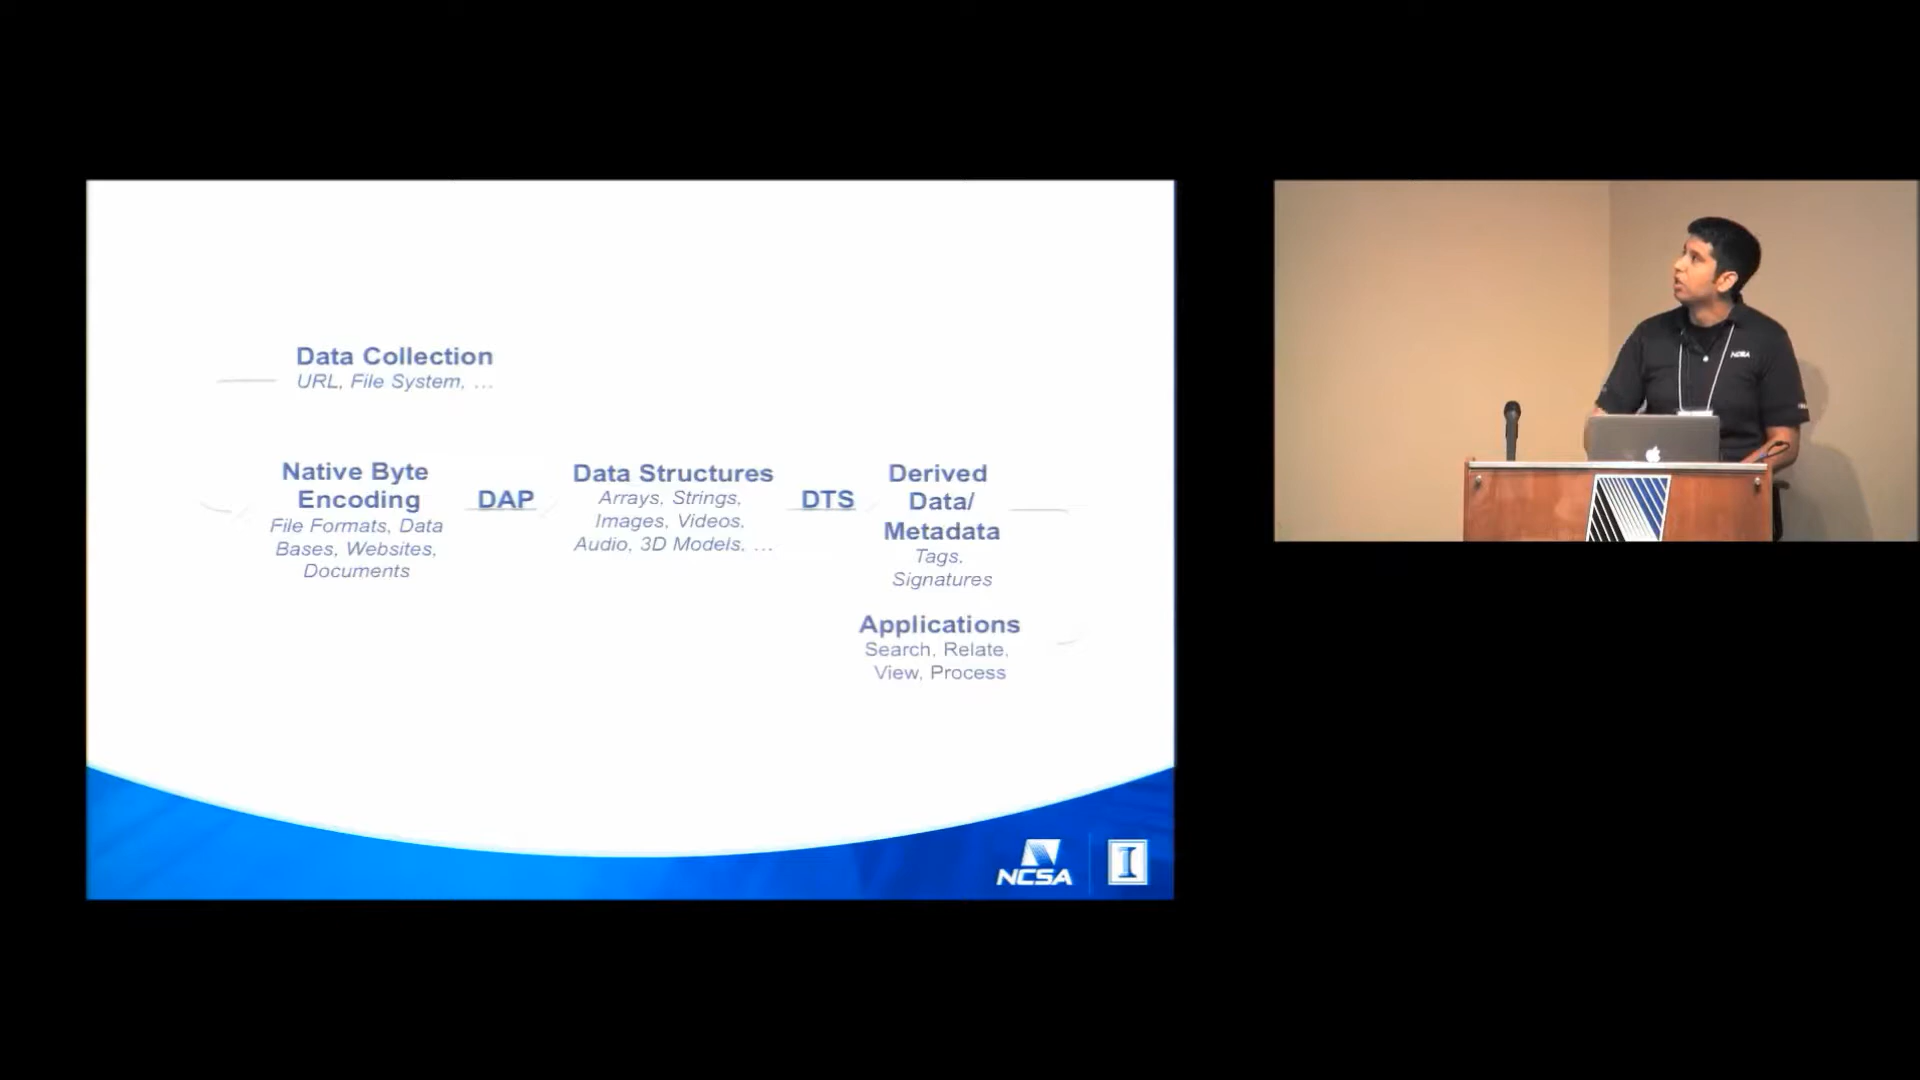 Data Collection
URL, File System, ...
Native Byte
Encoding
File Formats, Data
Bases, Websites,
Documents
DAP
Data Structures
Arrays, Strings,
Images, Videos,
Audio, 3D Models, ...
DTS
Derived
Data/
Metadata
Tags,
Signatures
Applications
Search, Relate,
View, Process
NCSA
I
NCSA